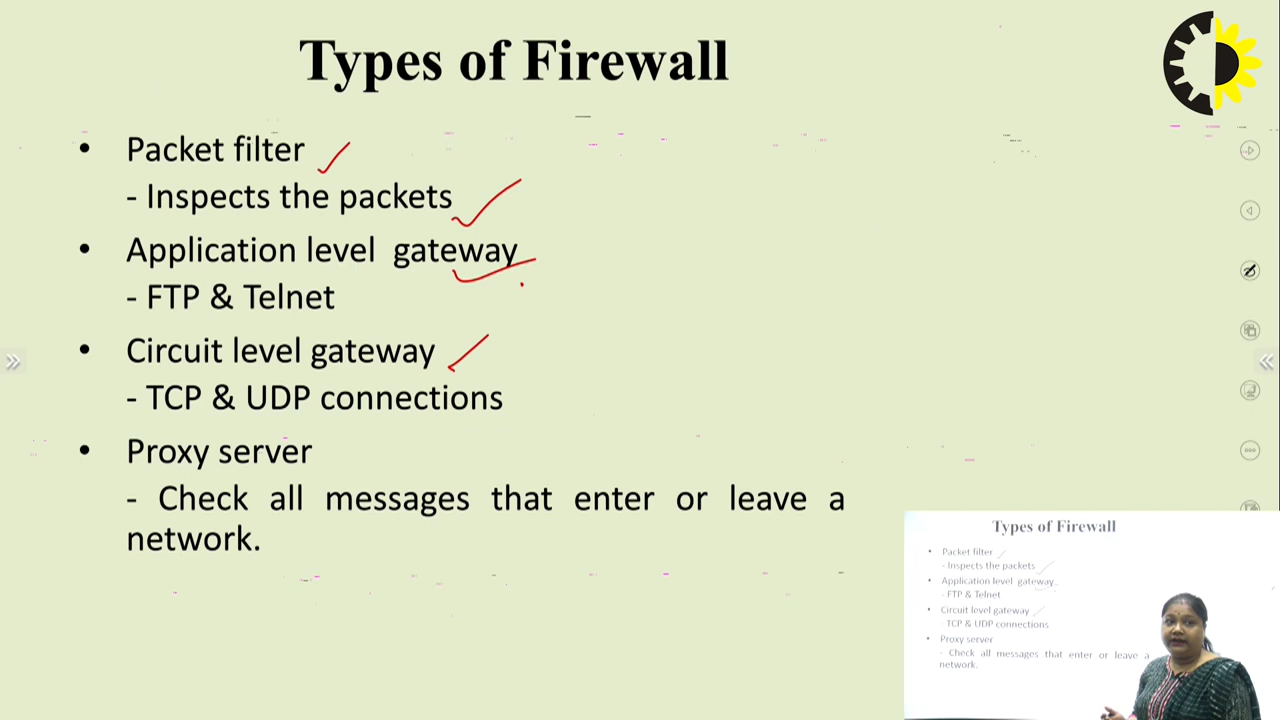 Types of Firewall
• Packet filter
- Inspects the packets
• Application level gateway
- FTP & Telnet
• Circuit level gateway
- TCP & UDP connections
• Proxy server
- Check all messages that enter or leave a
network.
Types of Firewall
• Packet filter
- Inspects the packets
• Application level gateway
- FTP & Telnet
• Circuit level gateway
TCP & UDP connections
• Proxy server
- Check all messages that enter or leave a
network.